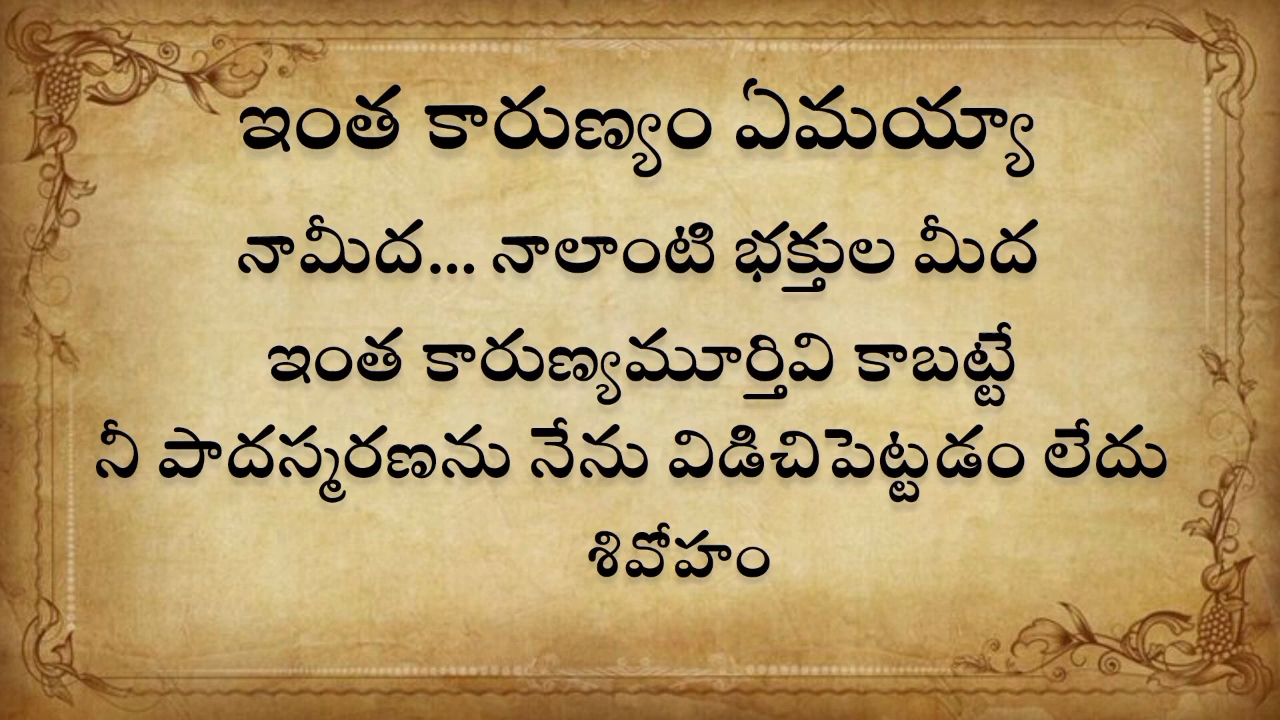 ఇంత కారుణ్యం ఏమయ్యా
నామీద... నాలాంటి భక్తుల మీద
ఇంత కారుణ్యమూర్తివి కాబట్టే
నీ పాదస్మరణను నేను విడిచిపెట్టడం లేదు
శివోహం